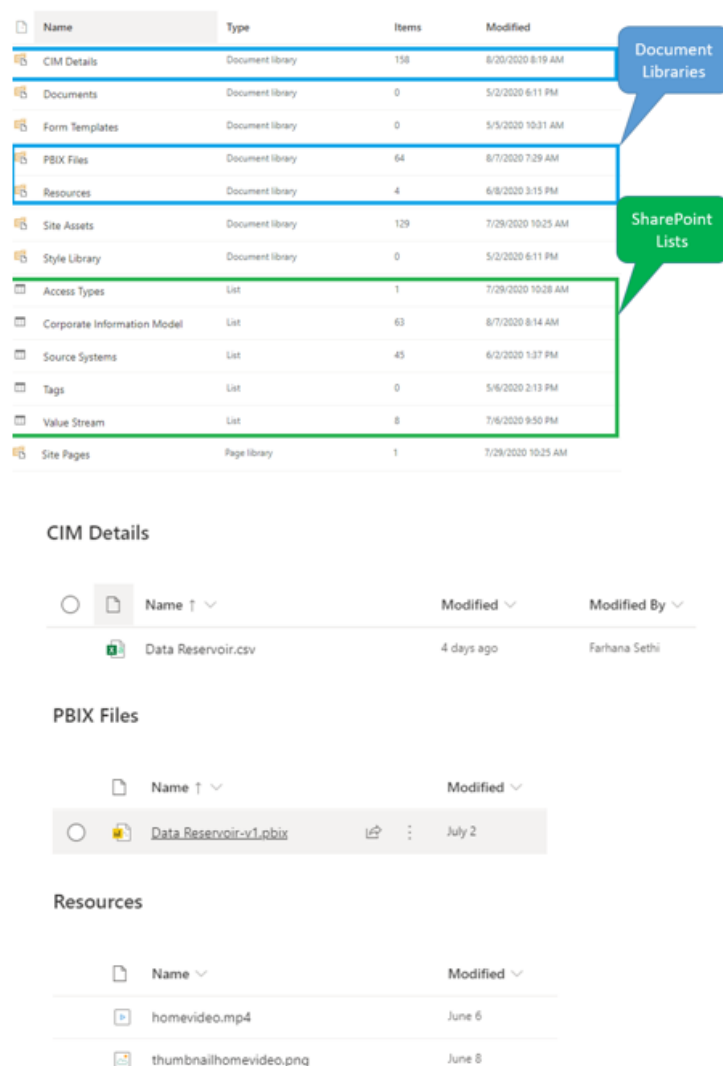 Name Type Items Modified
CIM Details Document library 158 8/20/2020 8:19 AM
Documents Document library 0 5/2/2020 6:11 PM
Form Templates Document library 0 5/5/2020 10:31 AM
PBIX Files Document library 64 8/7/2020 7:29 AM
Resources Document library 4 6/8/2020 3:15 PM
Site Assets Document library 129 7/29/2020 10:25 AM
Style Library Document library 0 5/2/2020 6:11 PM
Access Types List 1 7/29/2020 10:28 AM
Corporate Information Model List 63 8/7/2020 8:14 AM
Source Systems List 45 6/2/2020 1:37 PM
Tags List 0 5/6/2020 2:13 PM
Value Stream List 8 7/6/2020 9:50 PM
Site Pages Page library 1 7/29/2020 10:25 AM
Document
Libraries
SharePoint
Lists
CIM Details
Name ↑ Modified Modified By
Data Reservoir.csv 4 days ago Farhana Sethi
PBIX Files
Name ↑ Modified
Data Reservoir-v1.pbix July 2
Resources
Name Modified
homevideo.mp4 June 6
thumbnailhomevideo.png June 8